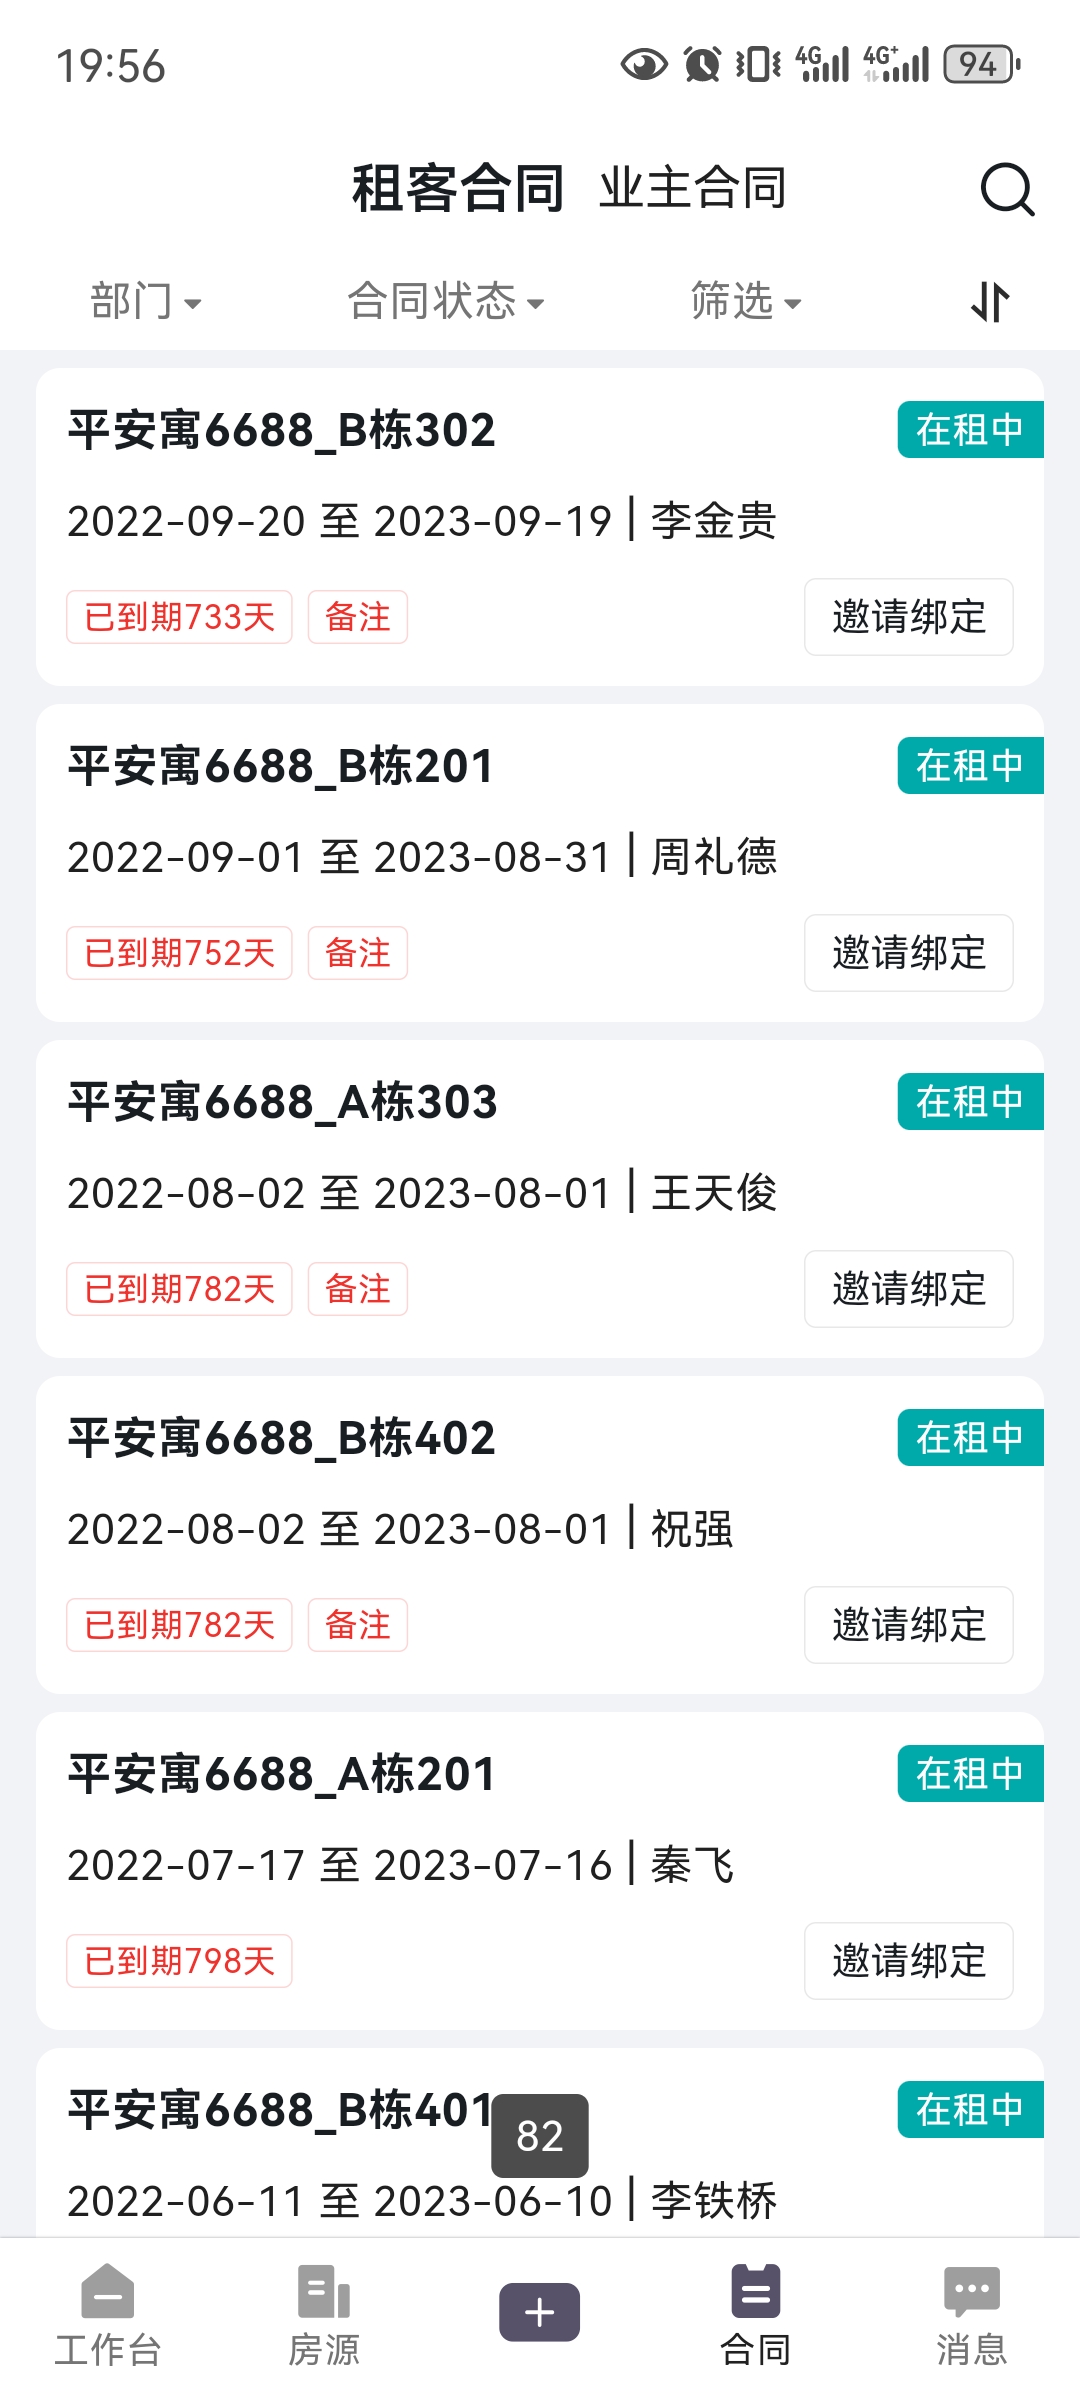 19:56
4G 4G+ 94
租客合同 业主合同
部门 合同状态 筛选
平安寓6688_B栋302 在租中
2022-09-20 至 2023-09-19 | 李金贵
已到期733天 备注 邀请绑定
平安寓6688_B栋201 在租中
2022-09-01 至 2023-08-31 | 周礼德
已到期752天 备注 邀请绑定
平安寓6688_A栋303 在租中
2022-08-02 至 2023-08-01 | 王天俊
已到期782天 备注 邀请绑定
平安寓6688_B栋402 在租中
2022-08-02 至 2023-08-01 | 祝强
已到期782天 备注 邀请绑定
平安寓6688_A栋201 在租中
2022-07-17 至 2023-07-16 | 秦飞
已到期798天 邀请绑定
平安寓6688_B栋401 在租中
82
2022-06-11 至 2023-06-10 | 李铁桥
工作台 房源 合同 消息